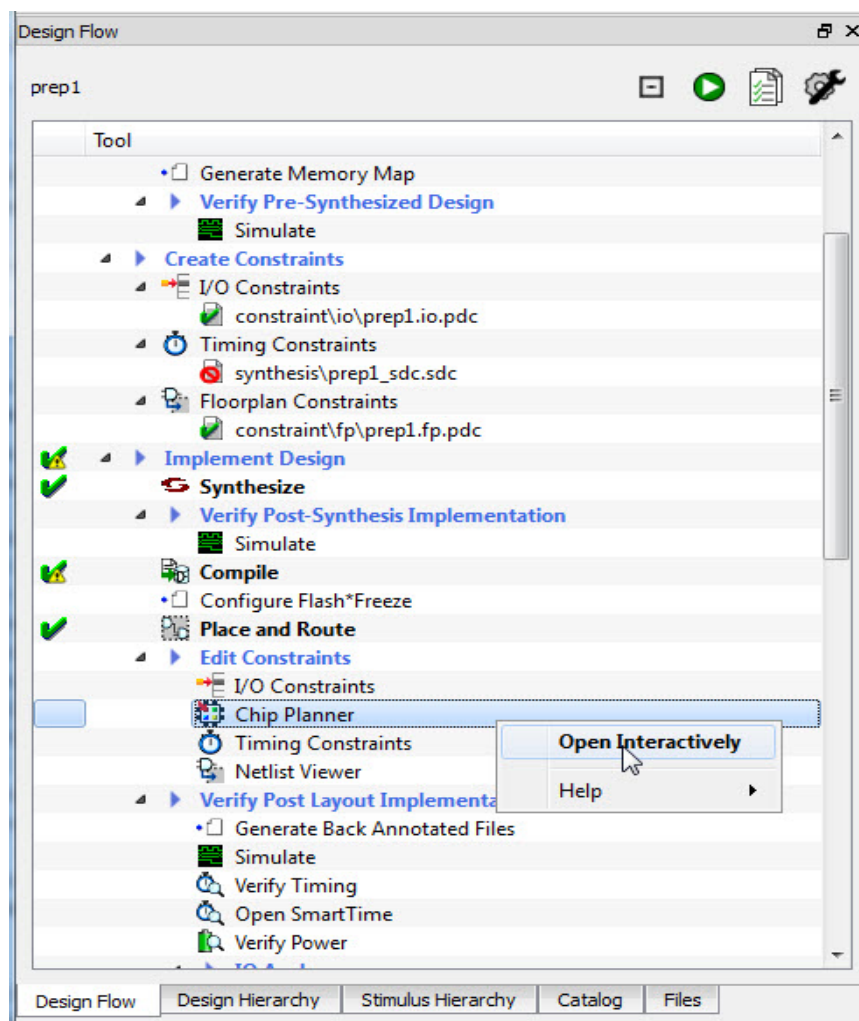 Design Flow
prep1
Tool
Generate Memory Map
Verify Pre-Synthesized Design
Simulate
Create Constraints
I/O Constraints
constraint\io\prep1.io.pdc
Timing Constraints
synthesis\prep1_sdc.sdc
Floorplan Constraints
constraint\fp\prep1.fp.pdc
Implement Design
Synthesize
Verify Post-Synthesis Implementation
Simulate
Compile
Configure Flash*Freeze
Place and Route
Edit Constraints
I/O Constraints
Chip Planner
Timing Constraints
Open Interactively
Netlist Viewer
Help
Verify Post Layout Implementa
Generate Back Annotated Files
Simulate
Verify Timing
Open SmartTime
Verify Power
Design Flow Design Hierarchy Stimulus Hierarchy Catalog Files